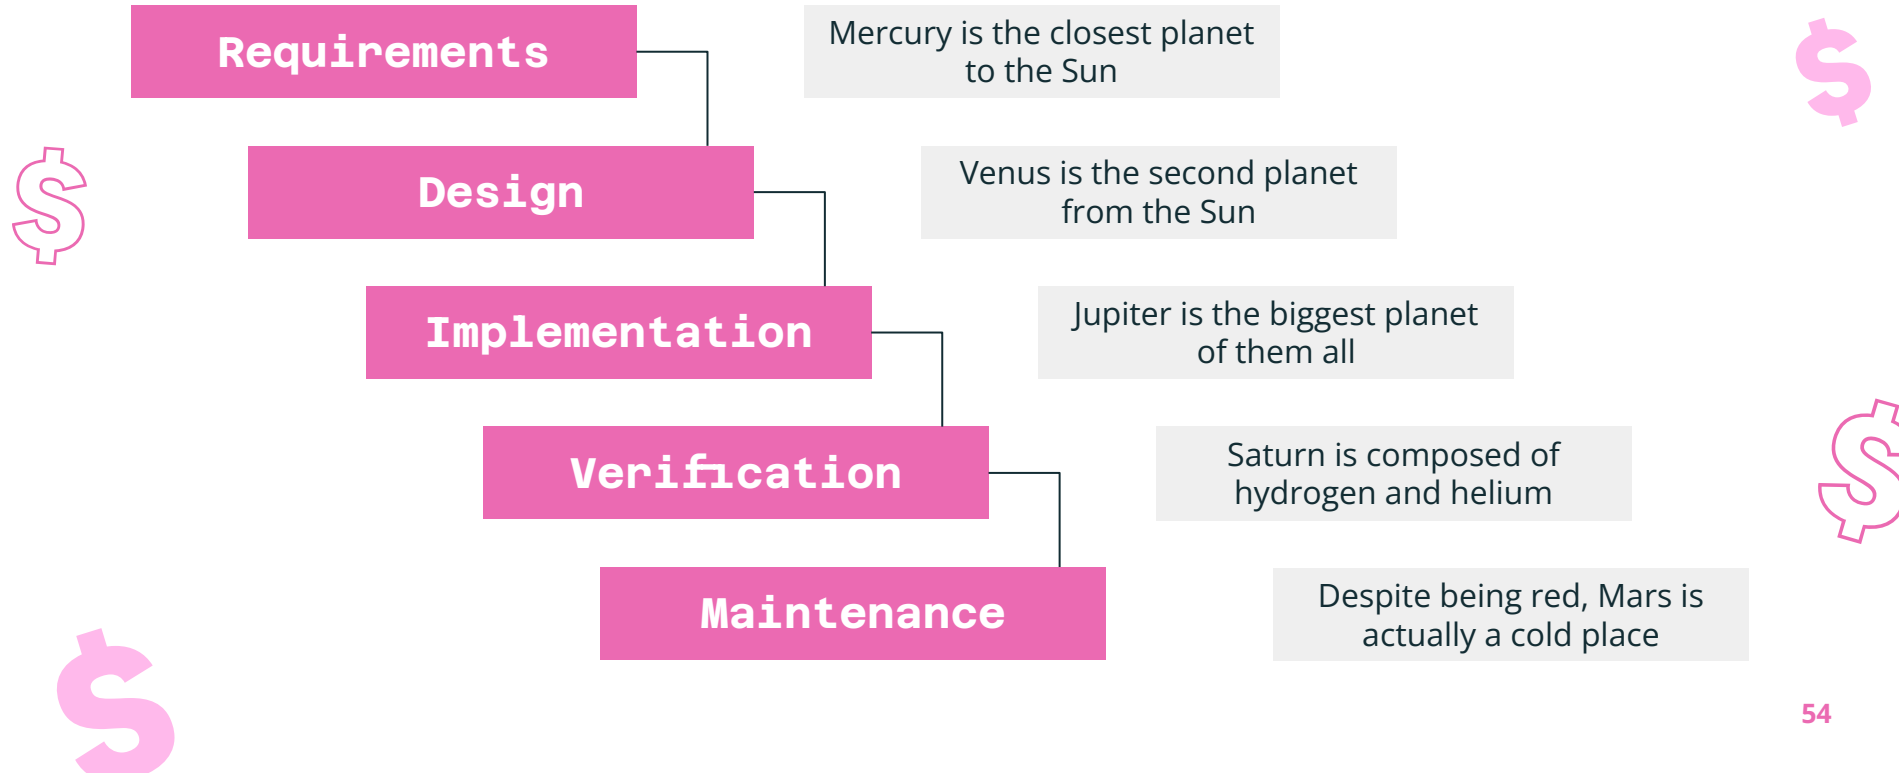 Requirements
Mercury is the closest planet
to the Sun
Design
Venus is the second planet
from the Sun
Implementation
Jupiter is the biggest planet
of them all
Verification
Saturn is composed of
hydrogen and helium
Maintenance
Despite being red, Mars is
actually a cold place
$
$
$
$
54